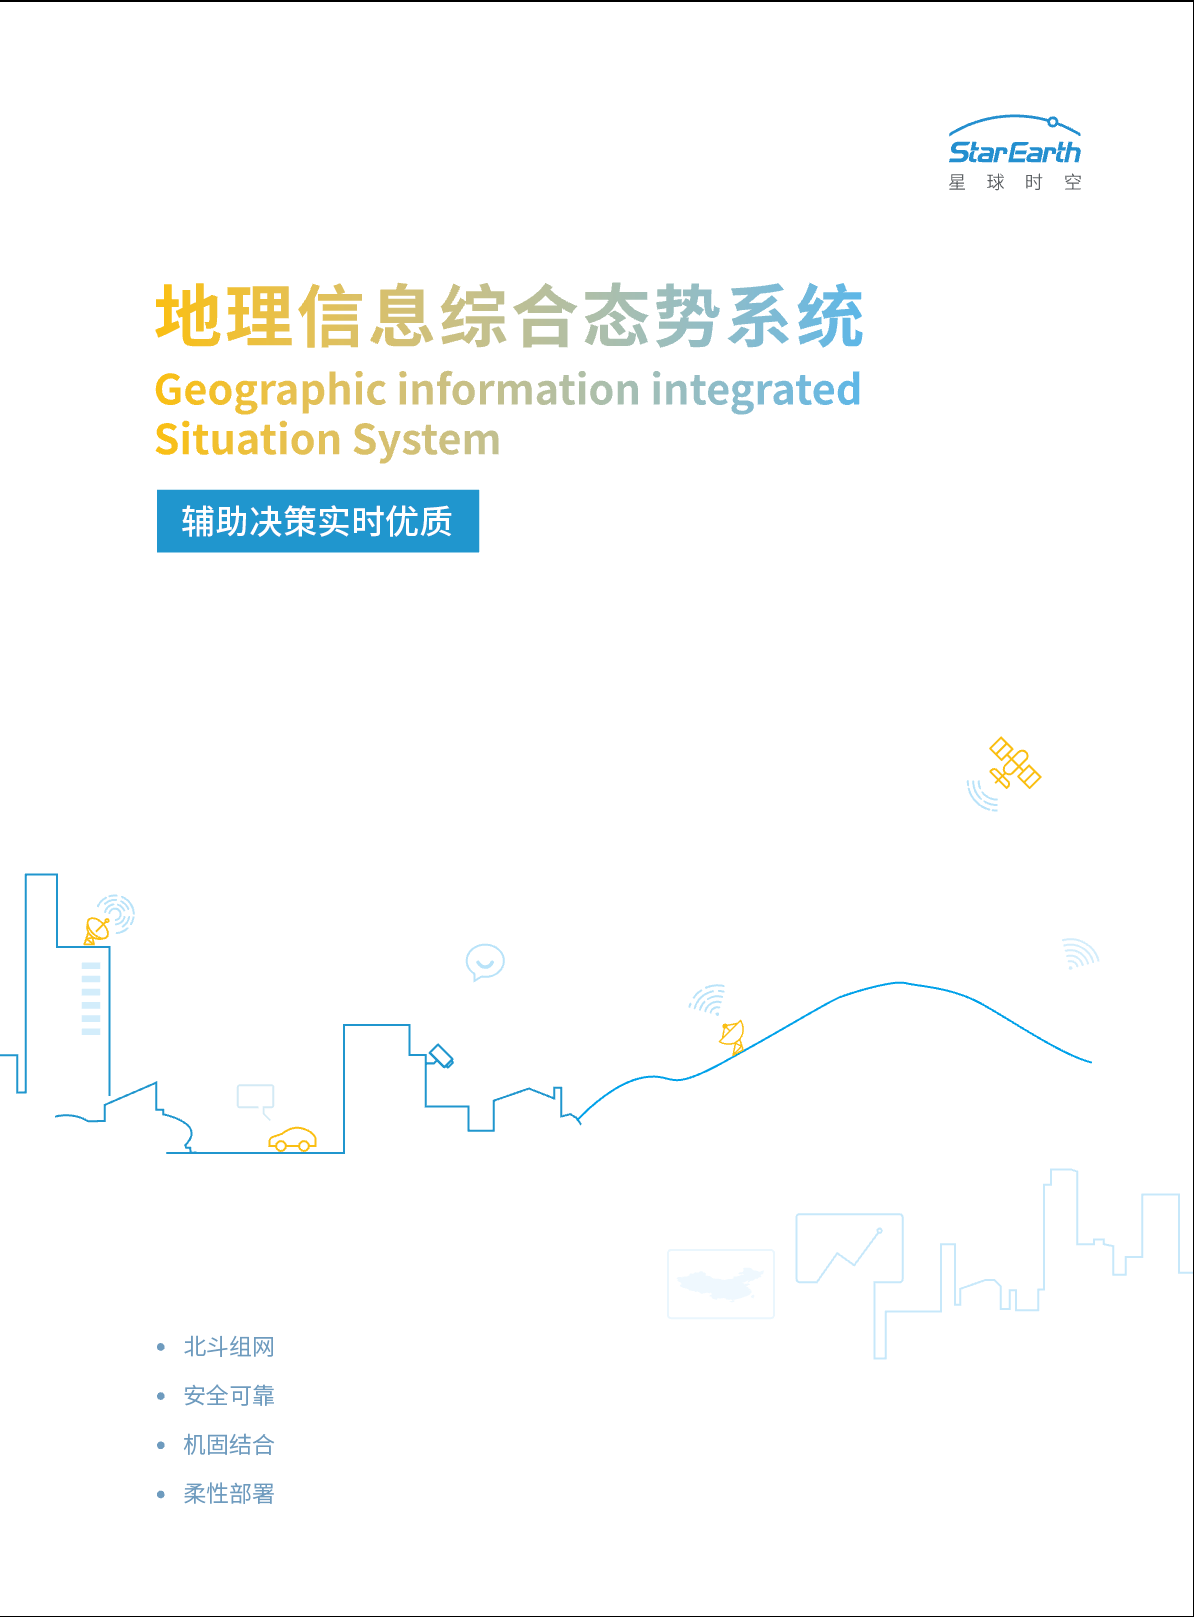 StarEarth
星球时空
地理信息综合态势系统
Geographic information integrated
Situation System
辅助决策实时优质
• 北斗组网
• 安全可靠
• 机固结合
• 柔性部署